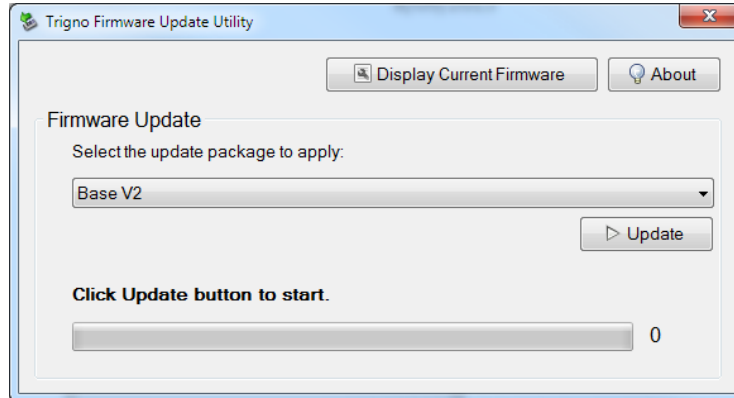 Trigno Firmware Update Utility
Display Current Firmware
About
Firmware Update
Select the update package to apply:
Base V2
Update
Click Update button to start.
0